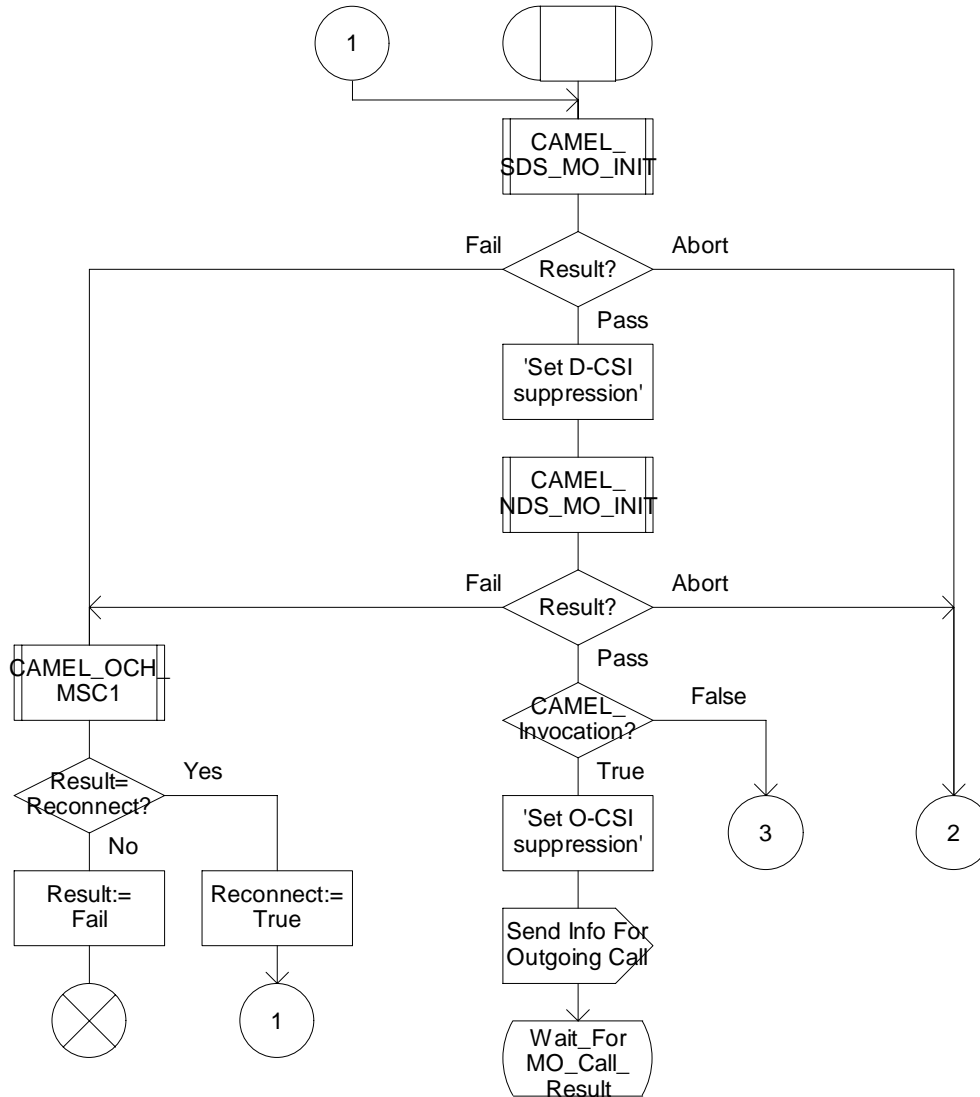 1
CAMEL_
SDS_MO_INIT
Fail
Abort
Result?
Pass
'Set D-CSI
suppression'
CAMEL_
NDS_MO_INIT
Fail
Abort
Result?
Pass
CAMEL_OCH_
MSC1
CAMEL_
Invocation?
False
True
Result=
Reconnect?
Yes
No
'Set O-CSI
suppression'
3
2
Result:=
Fail
Reconnect:=
True
Send Info For
Outgoing Call
1
Wait_For
MO_Call_
Result